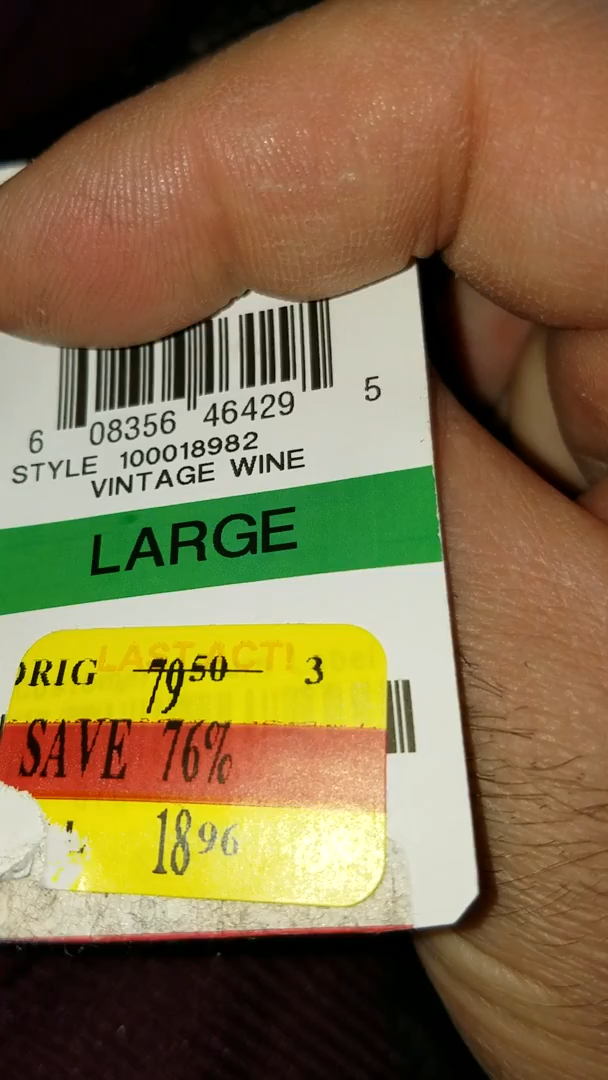 6 08356 46429 5
STYLE 100018982
VINTAGE WINE
LARGE
LAST ACT!
ORIG 79.50 3
SAVE 76%
18.96